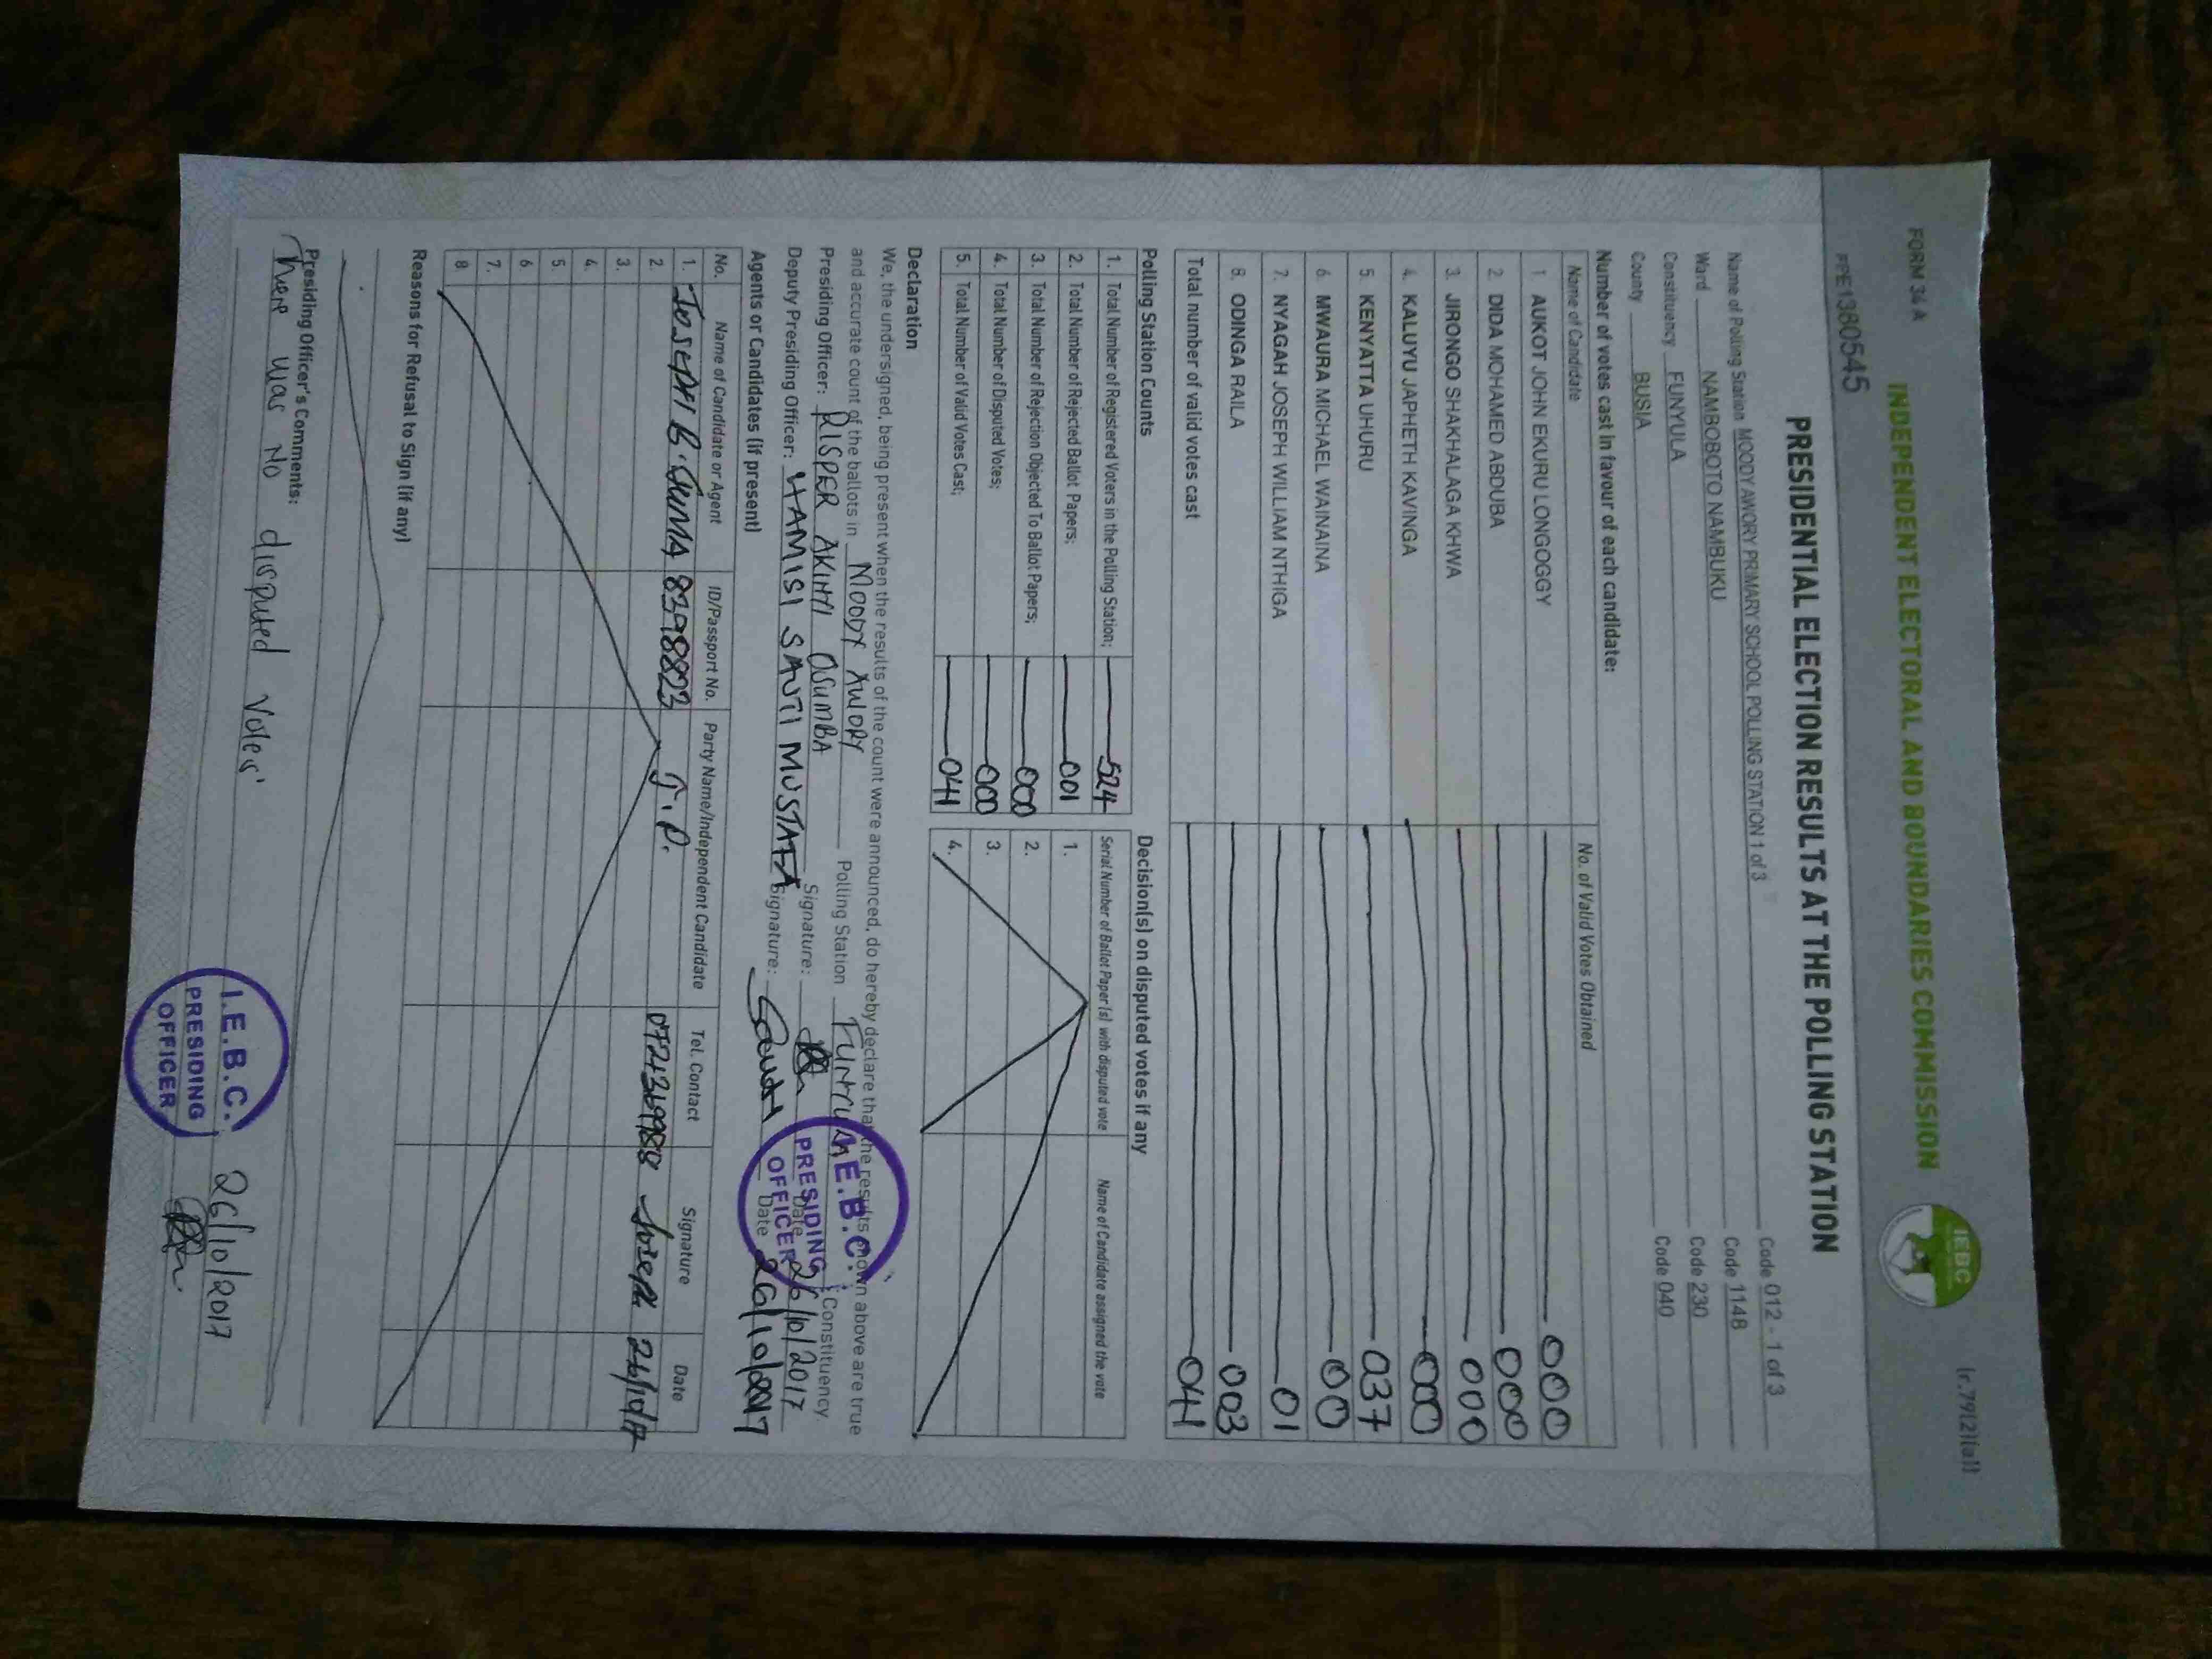 FORM 34 A
(r.79(2)(a))
INDEPENDENT ELECTORAL AND BOUNDARIES COMMISSION
IEBC
PPE1380545
PRESIDENTIAL ELECTION RESULTS AT THE POLLING STATION
Name of Polling Station MOODY AWORY PRIMARY SCHOOL POLLING STATION 1 of 3 Code 012 - 1 of 3
Ward NAMBOBOTO NAMBUKU Code 1148
Constituency FUNYULA Code 230
County BUSIA Code 040
Number of votes cast in favour of each candidate:
Name of Candidate No. of Valid Votes Obtained
1 AUKOT JOHN EKURU LONGOGGY 000
2. DIDA MOHAMED ABDUBA 000
3. JIRONGO SHAKHALAGA KHWA 000
4. KALUYU JAPHETH KAVINGA 000
5. KENYATTA UHURU 037
6. MWAURA MICHAEL WAINAINA 00
7. NYAGAH JOSEPH WILLIAM NTHIGA 01
8. ODINGA RAILA 003
Total number of valid votes cast 041
Polling Station Counts
1. Total Number of Registered Voters in the Polling Station; 524
2. Total Number of Rejected Ballot Papers; 001
3. Total Number of Rejection Objected To Ballot Papers; 000
4. Total Number of Disputed Votes; 000
5. Total Number of Valid Votes Cast; 041
Decision(s) on disputed votes if any
Serial Number of Ballot Paper(s) with disputed vote Name of Candidate assigned the vote
1.
2.
3.
4.
Declaration
We, the undersigned, being present when the results of the count were announced, do hereby declare that the results shown above are true
and accurate count of the ballots in MOODY AWORY Polling Station Constituency
Presiding Officer: RISPER AKINYI OSUMBA Signature: Date 26/10/2017
Deputy Presiding Officer: HAMISI SAUTI MUSTAFA Signature: Date 26/10/2017
I.E.B.C.
PRESIDING
OFFICER
Agents or Candidates (if present)
No. Name of Candidate or Agent ID/Passport No. Party Name/Independent Candidate Tel. Contact Signature Date
1. JOSEPH B. JUMA 8398823 J.P. 0721369988 Joseph 26/10/17
2.
3.
4.
5.
6.
7.
8.
Reasons for Refusal to Sign (if any)
Presiding Officer's Comments:
There was NO disputed votes'
I.E.B.C.
PRESIDING
OFFICER
26/10/2017